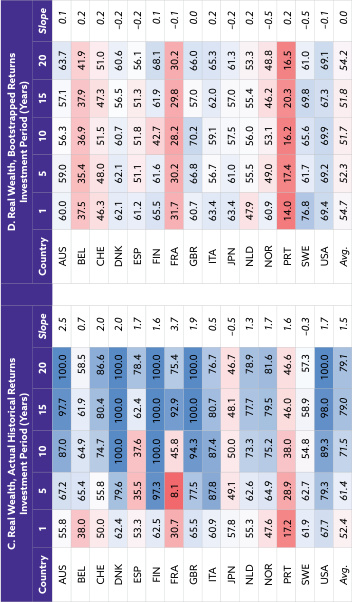 C. Real Wealth, Actual Historical Returns
Investment Period (Years)
Country 1 5 10 15 20 Slope
AUS 55.8 67.2 87.0 97.7 100.0 2.5
BEL 38.0 65.4 64.9 61.9 58.5 0.7
CHE 50.0 55.8 74.7 80.4 86.6 2.0
DNK 62.4 79.6 100.0 100.0 100.0 2.0
ESP 53.3 35.5 37.6 62.4 78.4 1.7
FIN 62.5 97.3 100.0 100.0 100.0 1.6
FRA 30.7 8.1 45.8 92.9 75.4 3.7
GBR 65.5 77.5 94.3 100.0 100.0 1.9
ITA 60.9 87.8 87.4 80.7 76.7 0.5
JPN 57.8 49.1 50.0 48.1 46.7 −0.5
NLD 55.3 62.6 73.3 77.7 78.9 1.3
NOR 47.6 64.9 75.2 79.5 81.6 1.7
PRT 17.2 28.9 38.0 46.0 46.6 1.6
SWE 61.9 62.7 54.8 58.9 57.3 −0.3
USA 67.7 79.3 89.3 98.0 100.0 1.7
Avg. 52.4 61.4 71.5 79.0 79.1 1.5
D. Real Wealth, Bootstrapped Returns
Investment Period (Years)
Country 1 5 10 15 20 Slope
AUS 60.0 59.0 56.3 57.1 63.7 0.1
BEL 37.5 35.4 36.9 37.9 41.9 0.2
CHE 46.3 48.0 51.5 47.3 51.0 0.2
DNK 62.1 62.1 60.7 56.5 60.6 −0.2
ESP 61.2 51.1 51.8 51.3 56.1 −0.2
FIN 65.5 61.6 42.7 61.9 68.1 0.1
FRA 31.7 30.2 28.2 29.8 30.2 −0.1
GBR 60.7 66.8 70.2 57.0 66.0 0.0
ITA 63.4 56.7 59.1 62.0 65.3 0.2
JPN 63.4 61.0 57.5 57.0 61.3 −0.2
NLD 47.9 55.5 56.0 55.4 53.3 0.2
NOR 60.9 49.0 53.1 46.2 48.8 −0.5
PRT 14.0 17.4 16.2 20.3 16.5 0.2
SWE 76.8 61.7 65.6 69.8 61.0 −0.5
USA 69.4 69.2 69.9 67.3 69.1 −0.1
Avg. 54.7 52.3 51.7 51.8 54.2 0.0